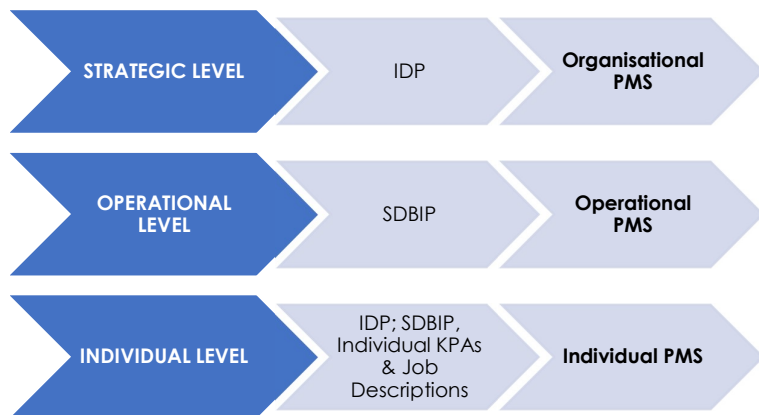 STRATEGIC LEVEL
IDP
Organisational
PMS
OPERATIONAL
LEVEL
SDBIP
Operational
PMS
INDIVIDUAL LEVEL
IDP; SDBIP,
Individual KPAs
& Job
Descriptions
Individual PMS